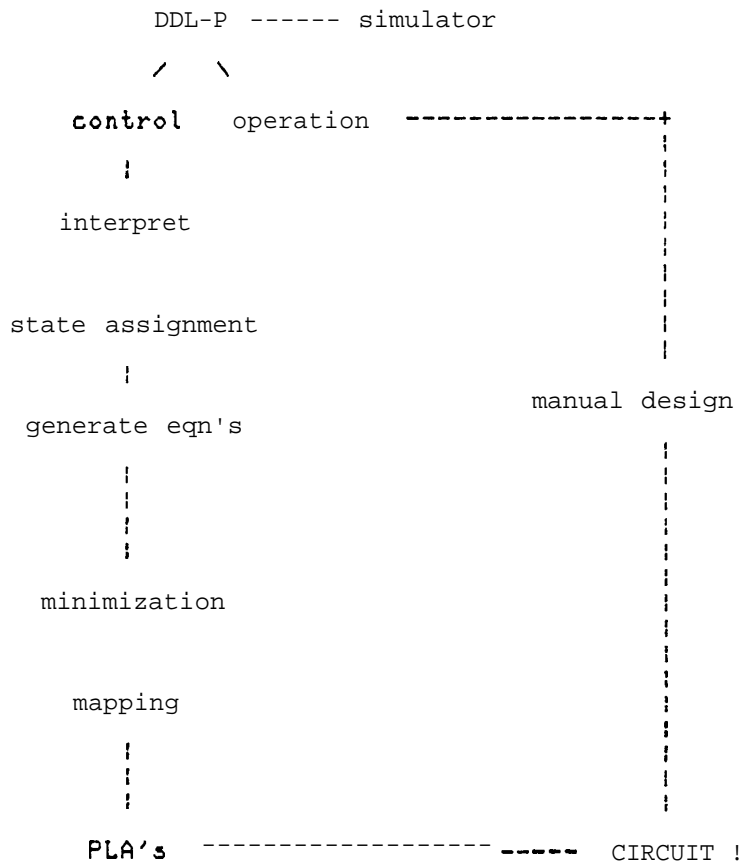 DDL-P ------ simulator
control operation
interpret
state assignment
manual design
generate eqn's
minimization
mapping
PLA's CIRCUIT !